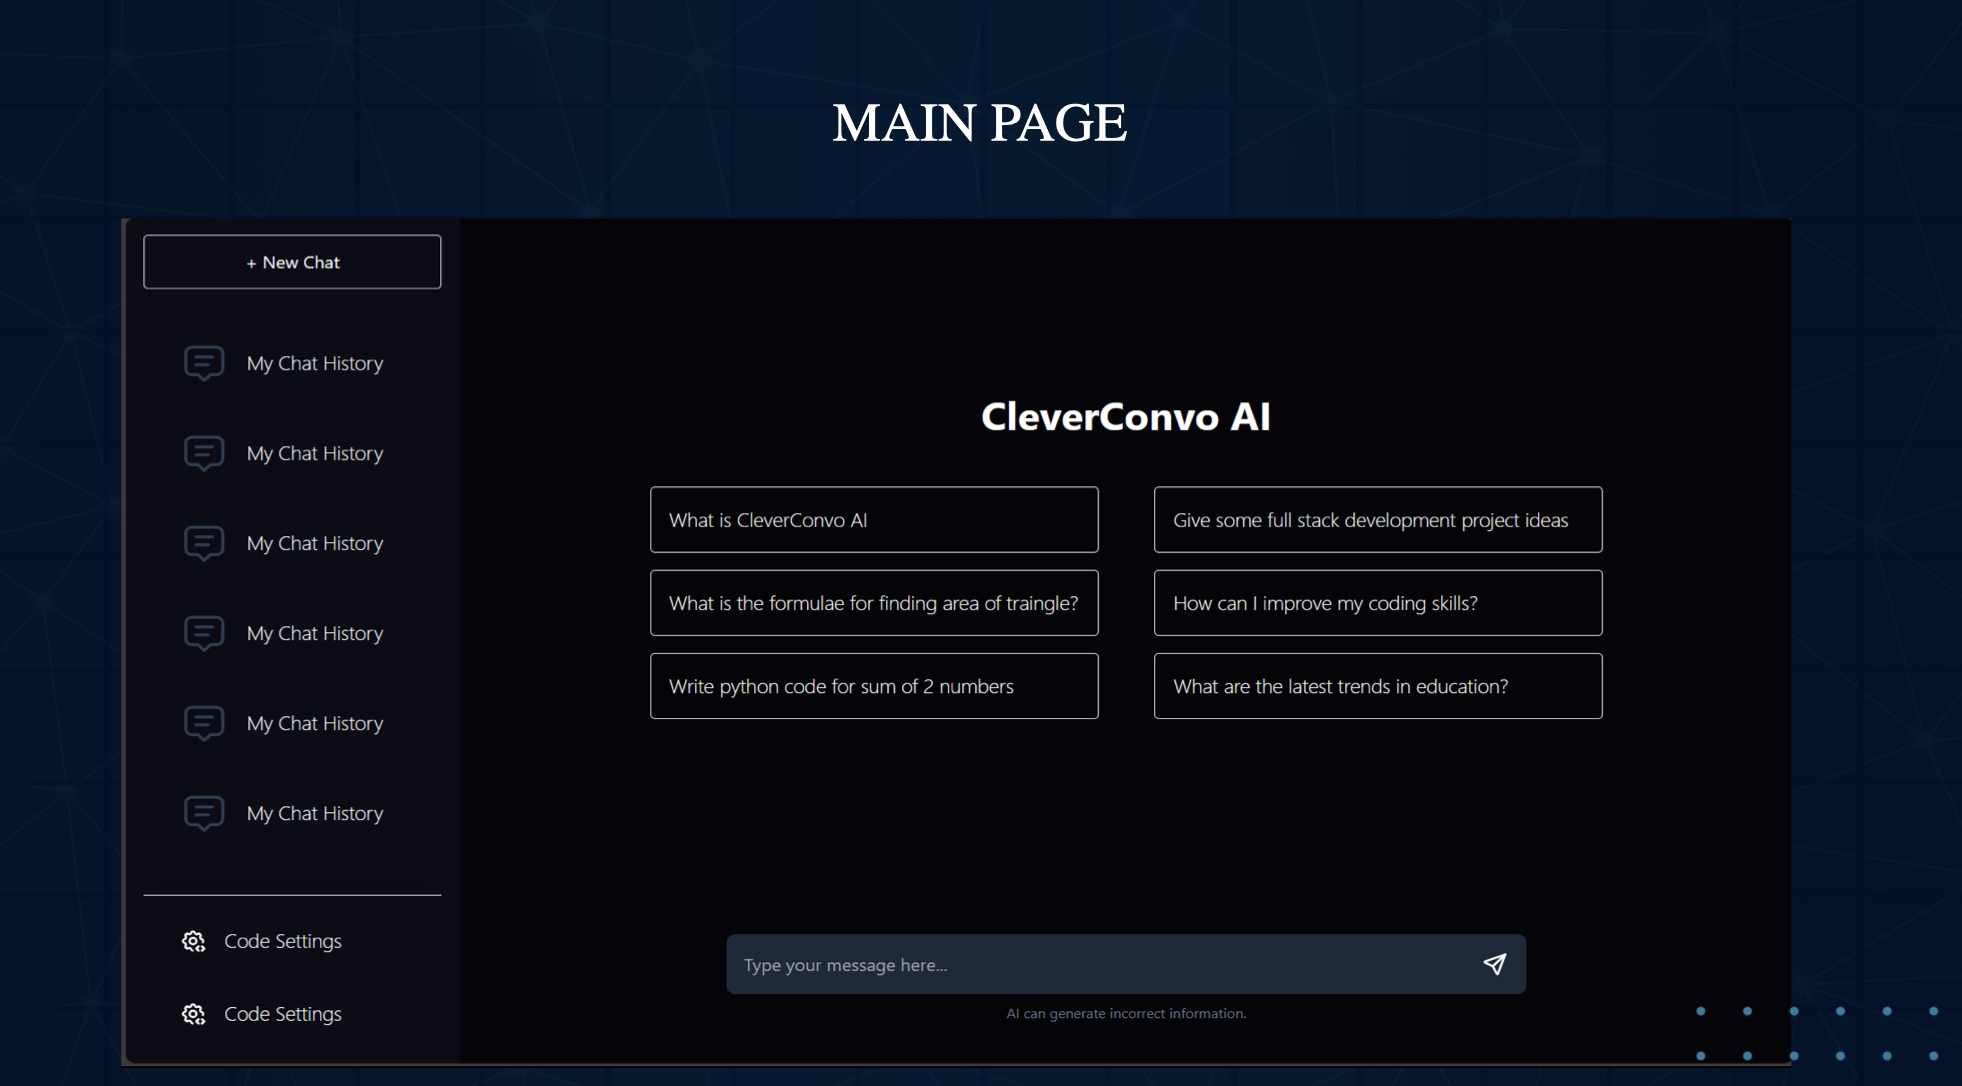 MAIN PAGE
+ New Chat
My Chat History
My Chat History
My Chat History
My Chat History
My Chat History
My Chat History
Code Settings
Code Settings
CleverConvo AI
What is CleverConvo AI
Give some full stack development project ideas
What is the formulae for finding area of traingle?
How can I improve my coding skills?
Write python code for sum of 2 numbers
What are the latest trends in education?
Type your message here...
AI can generate incorrect information.